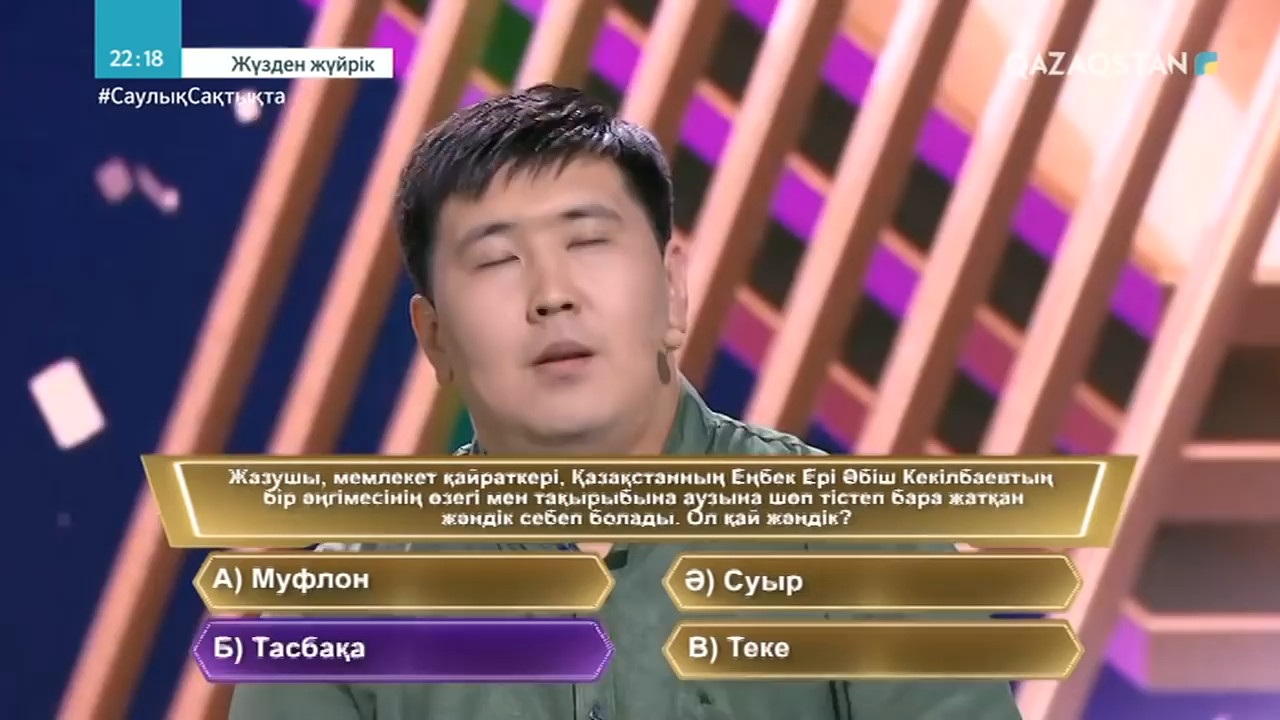 22:18
Жүзден жүйрік
QAZAQSTAN
#СаулықСақтықта
Жазушы, мемлекет қайраткері, Қазақстанның Еңбек Ері Әбіш Кекілбаевтың
бір әңгімесінің өзегі мен тақырыбына аузына шөп тістеп бара жатқан
жәндік себеп болады. Ол қай жәндік?
А) Муфлон
Ә) Суыр
Б) Тасбақа
В) Теке